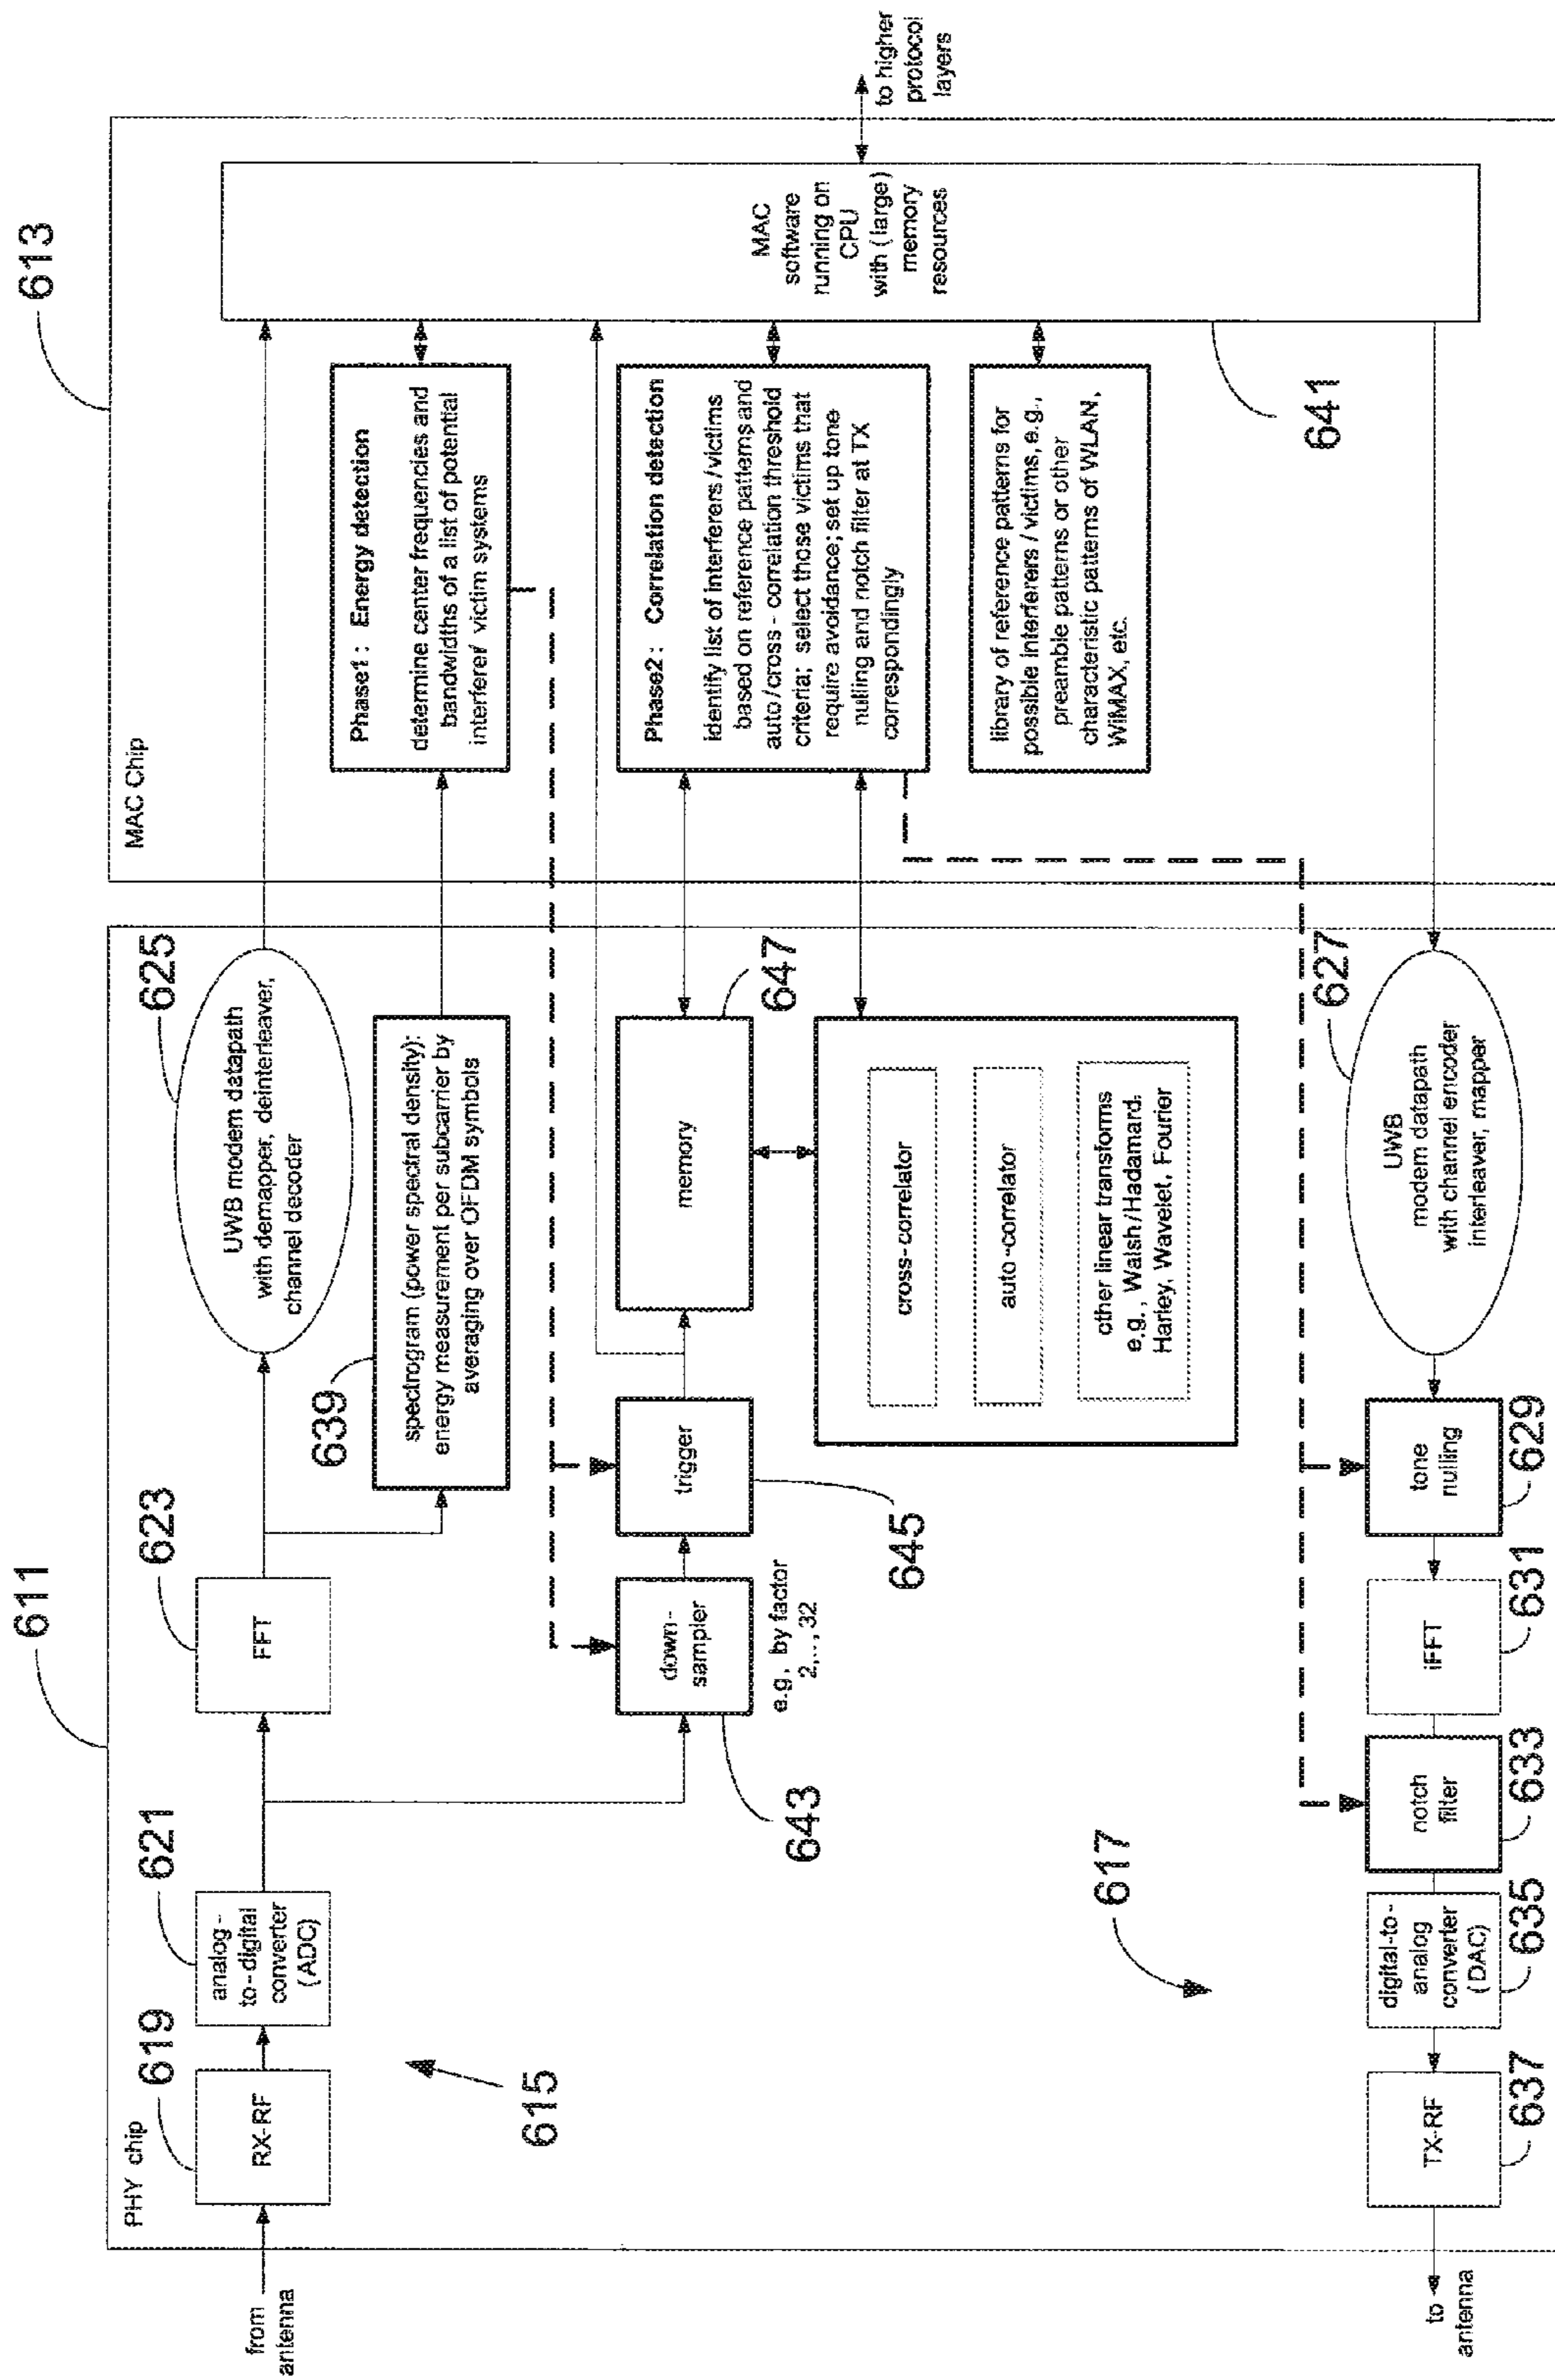 611
613
PHY chip
MAC Chip
from
antenna
619
RX-RF
621
analog-
to-digital
converter
(ADC)
623
FFT
625
UWB modem datapath
with demapper, deinterleaver,
channel decoder
615
639
spectrogram (power spectral density):
energy measurement per subcarrier by
averaging over OFDM symbols
Phase1: Energy detection
determine center frequencies and
bandwidths of a list of potential
interferer/ victim systems
643
down-
sampler
e.g., by factor
2,..,32
645
trigger
memory
647
Phase2: Correlation detection
identify list of interferers/victims
based on reference patterns and
auto/cross-correlation threshold
criteria; select those victims that
require avoidance; set up tone
nulling and notch filter at TX
correspondingly
cross-correlator
auto-correlator
other linear transforms
e.g., Walsh/Hadamard.
Harley, Wavelet, Fourier
library of reference patterns for
possible interferers / victims, e.g.,
preamble patterns or other
characteristic patterns of WLAN,
WiMAX, etc.
MAC
software
running on
CPU
with (large)
memory
resources
641
to higher
protocol
layers
617
to
antenna
TX-RF
637
digital-to-
analog
converter
(DAC)
635
notch
filter
633
iFFT
631
tone
nulling
629
UWB
modem datapath
with channel encoder,
interleaver, mapper
627